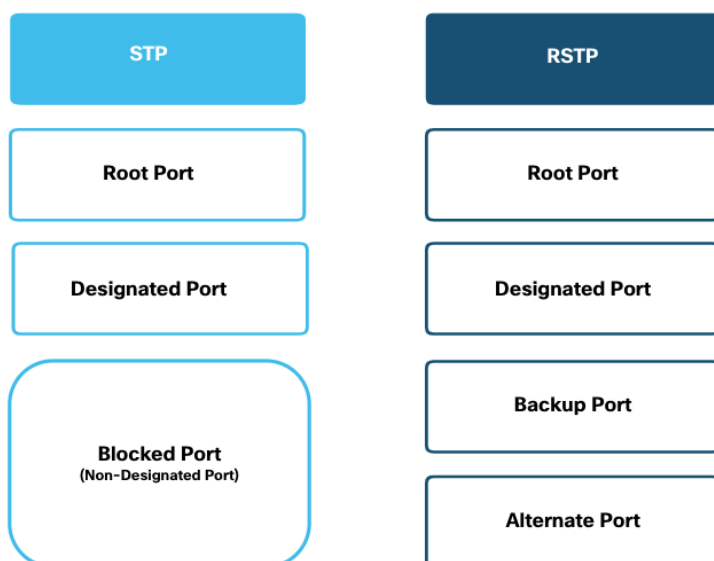 STP
Root Port
Designated Port
Blocked Port
(Non-Designated Port)
RSTP
Root Port
Designated Port
Backup Port
Alternate Port